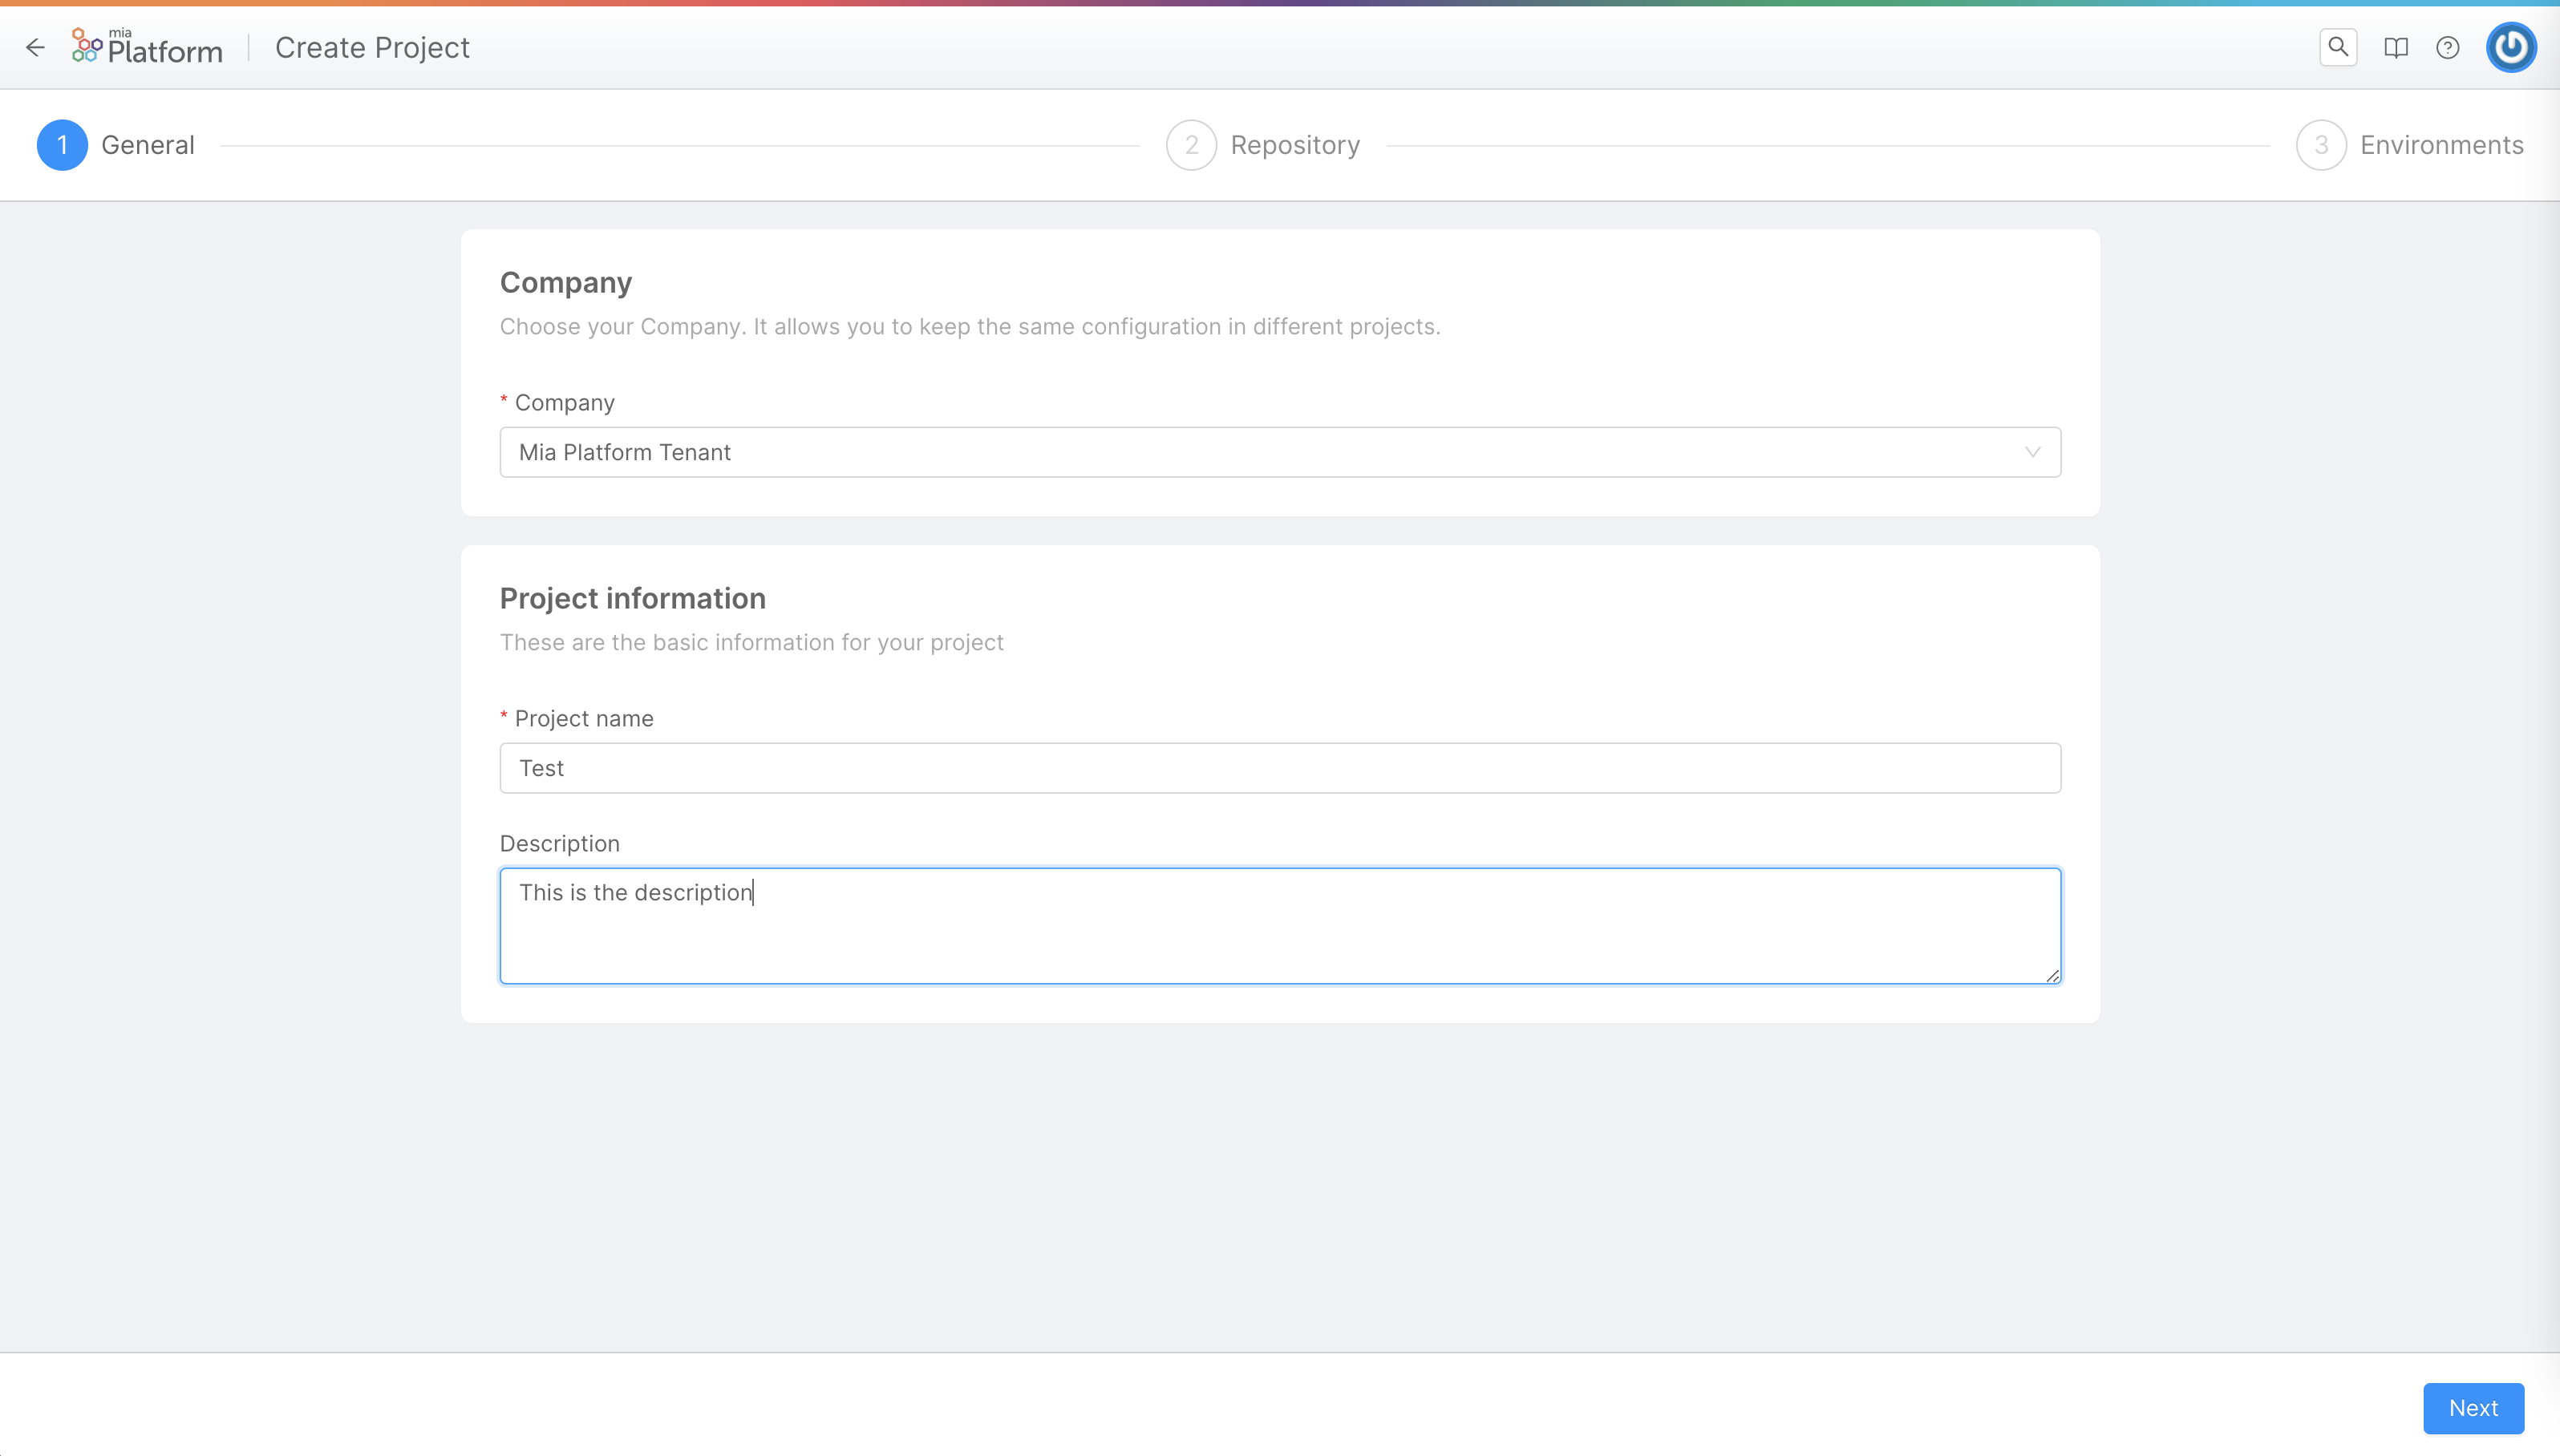 mia
Platform
Create Project
1 General
2 Repository
3 Environments
Company
Choose your Company. It allows you to keep the same configuration in different projects.
* Company
Mia Platform Tenant
Project information
These are the basic information for your project
* Project name
Test
Description
This is the description
Next